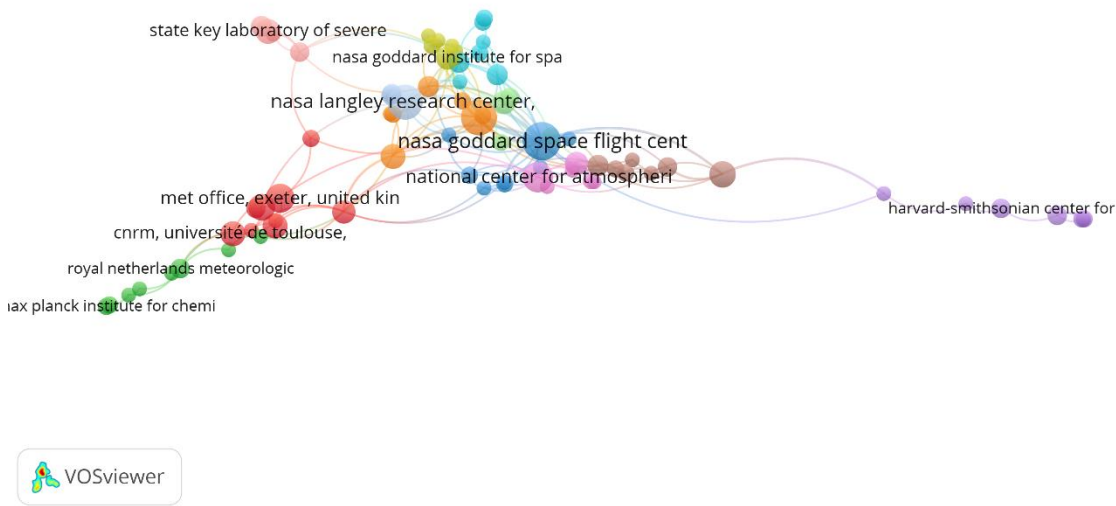 state key laboratory of severe
nasa goddard institute for spa
nasa langley research center,
nasa goddard space flight cent
national center for atmospheri
met office, exeter, united kin
harvard-smithsonian center for
cnrm, université de toulouse,
royal netherlands meteorologic
ax planck institute for chemi
VOSviewer